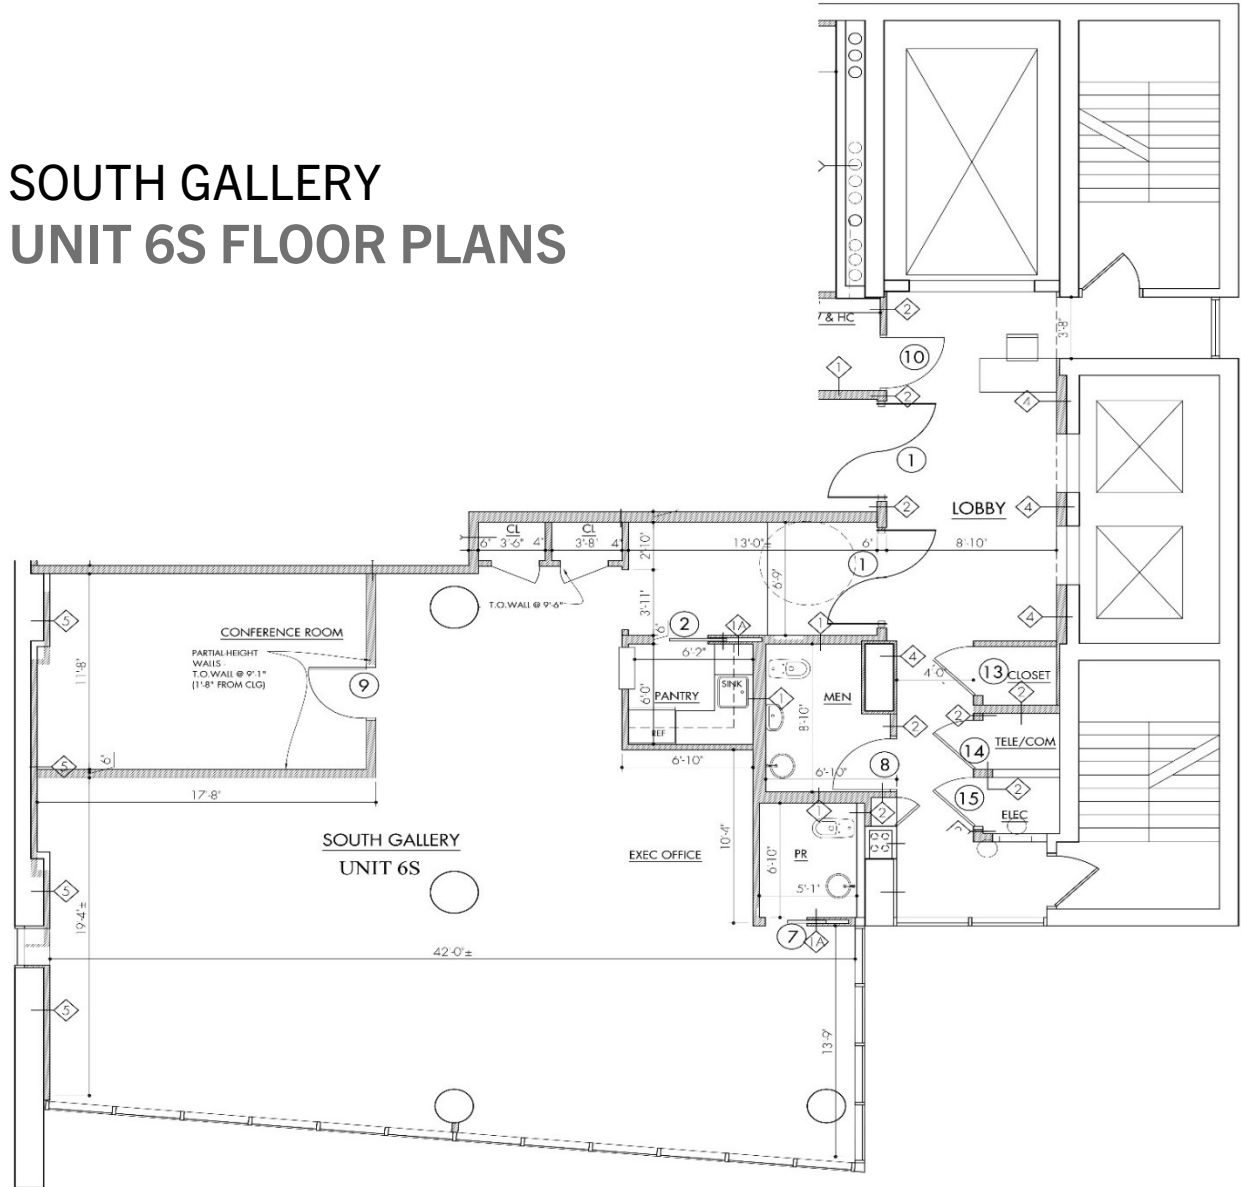 SOUTH GALLERY
UNIT 6S FLOOR PLANS
2
& HC
3'-8"
10
1
2
4
1
2
LOBBY
4
CL
CL
6"
3'-6"
4"
3'-8"
4"
2'-10"
13'-0"±
6"
8'-10"
1
6'-9"
T.O.WALL @ 9'-6"
3'-11"
5
CONFERENCE ROOM
6"
2
1A
1
4
PARTIAL-HEIGHT
WALLS -
T.O.WALL @ 9'1"
(1'-8" FROM CLG)
11'-8"
9
6'-2"
4
4'-0"
13
CLOSET
SINK
PANTRY
6'-0"
1
MEN
2
8'-10"
2
2
REF
14
TELE/COM
5
6"
6'-10"
6'-10"
8
17'-8"
15
2
1
2
ELEC
2
SOUTH GALLERY
UNIT 6S
EXEC OFFICE
10'-4"
6'-10"
PR
5'-1"
5
19'-4"±
7
1A
42'-0"±
5
13'-9"